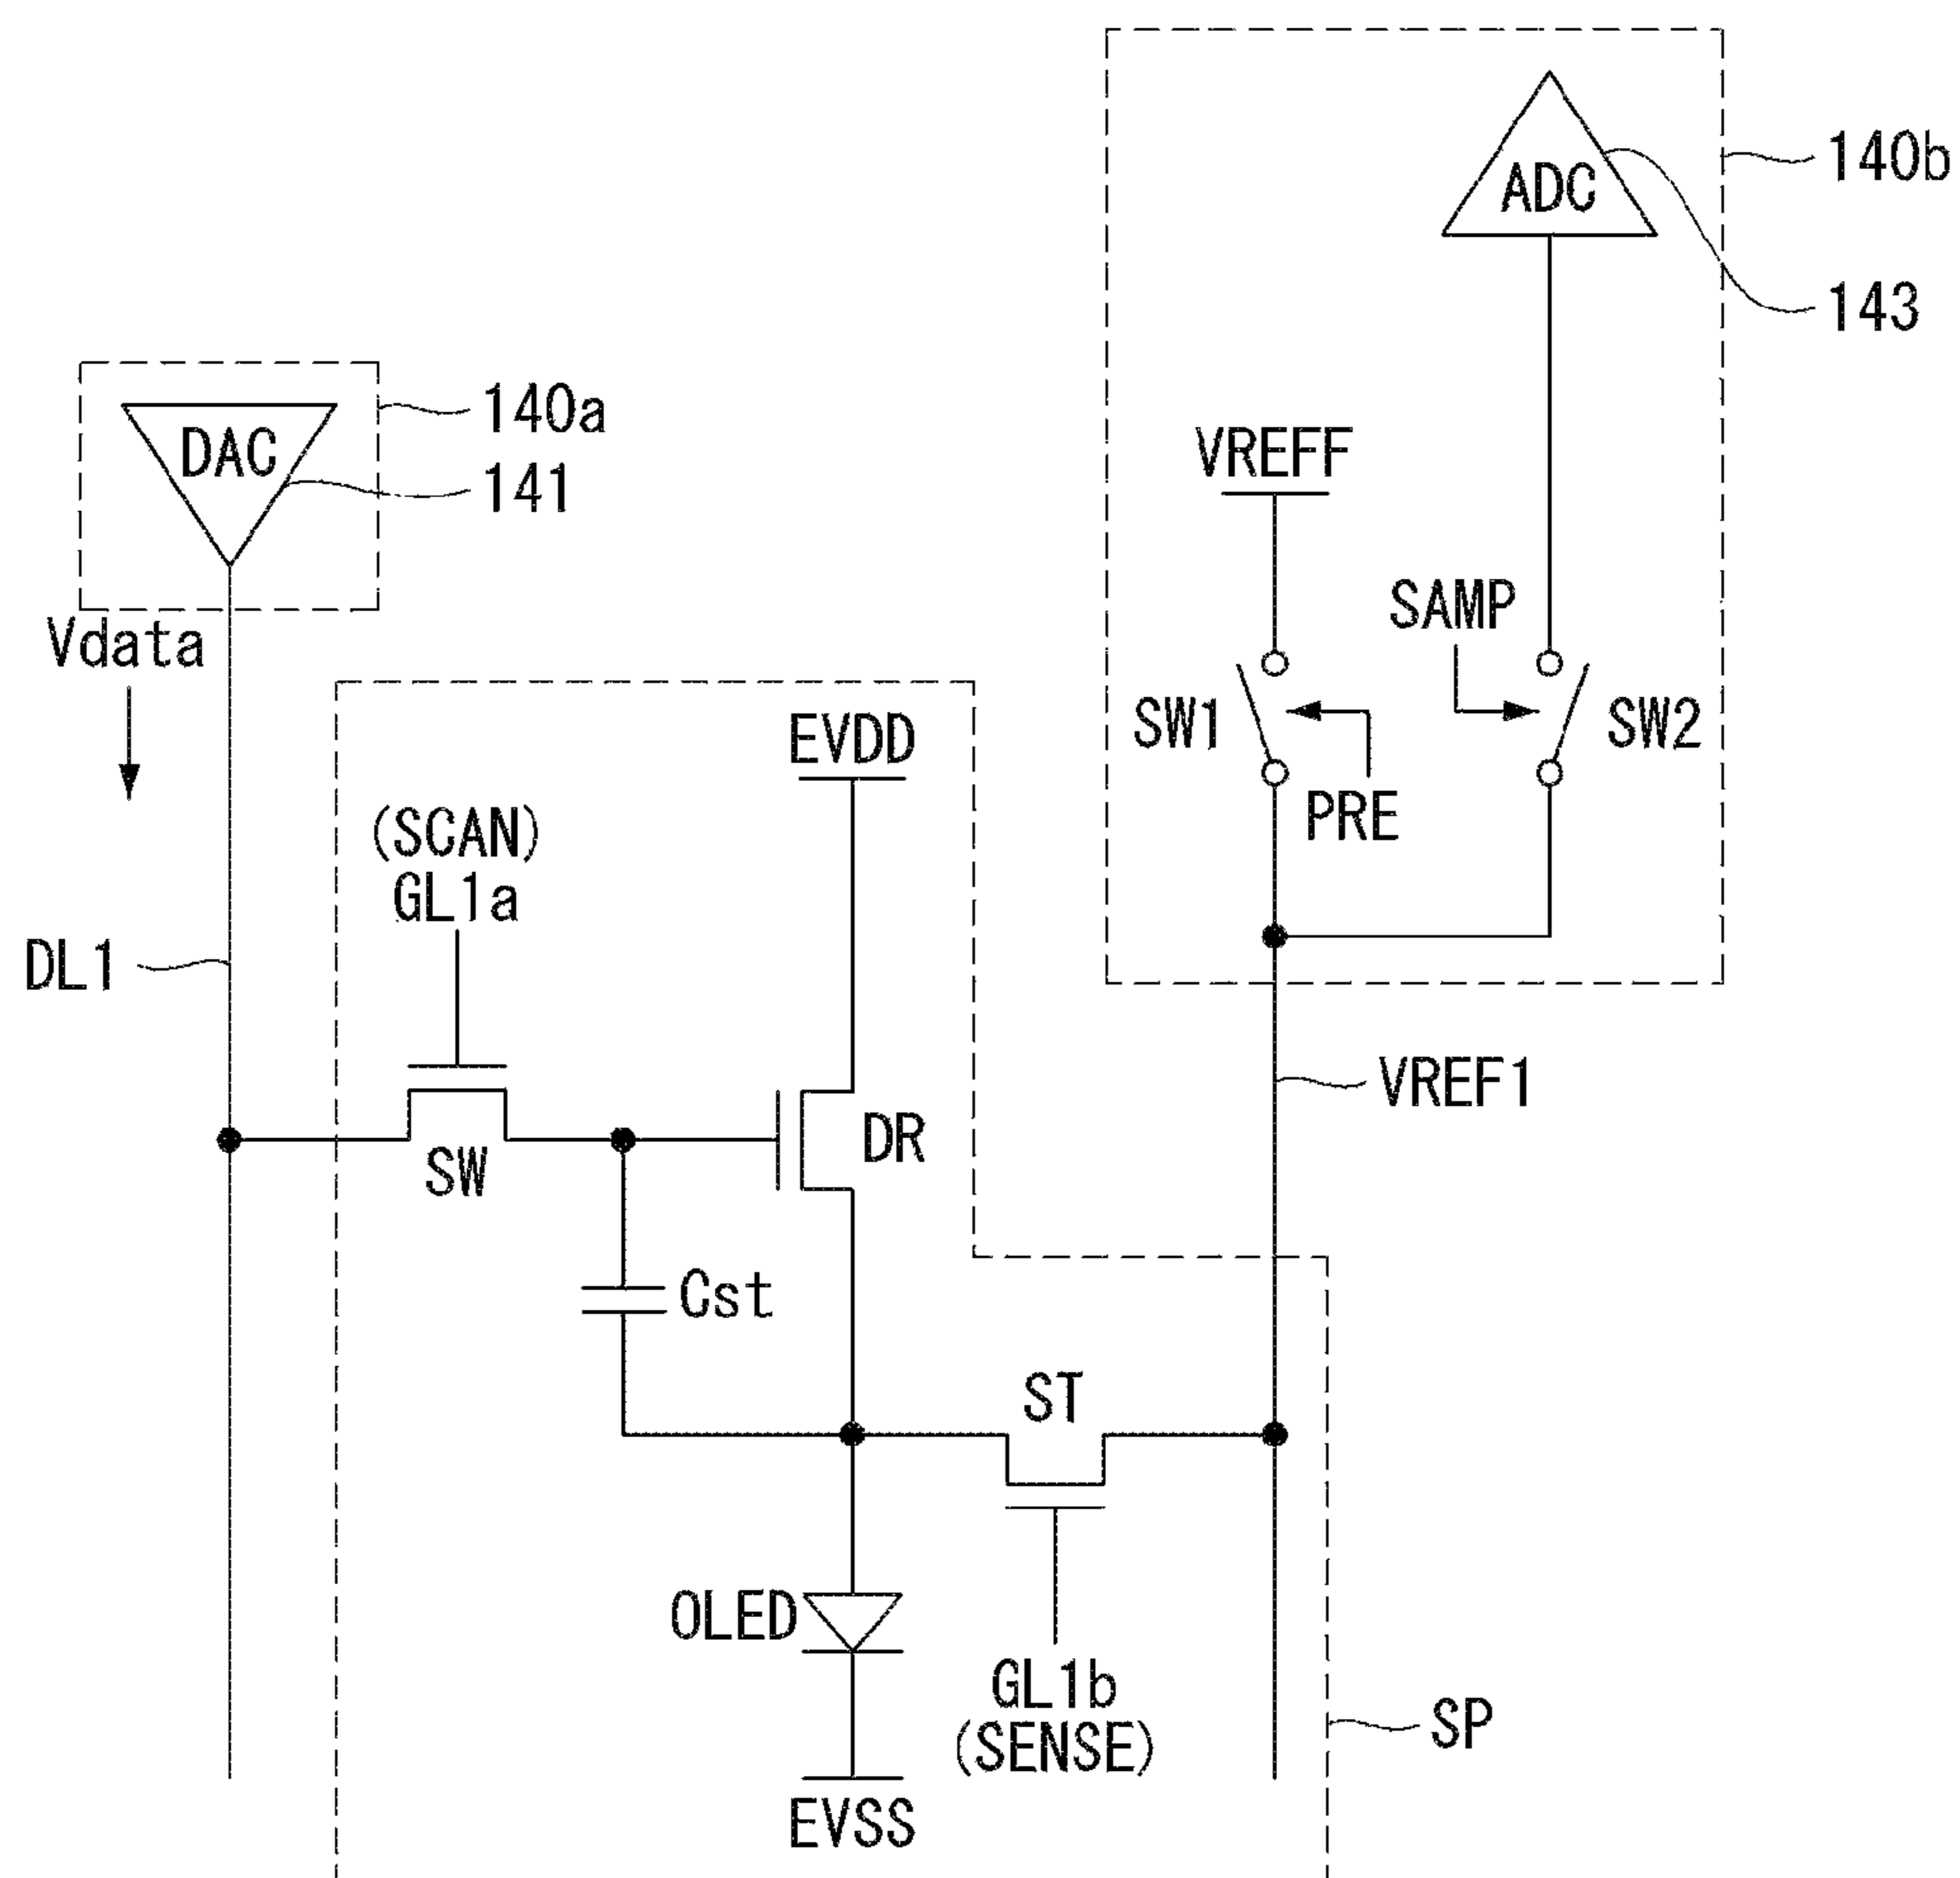 140b
ADC
143
140a
DAC
141
VREFF
SAMP
Vdata
SW1
SW2
EVDD
PRE
(SCAN)
GL1a
DL1
VREF1
DR
SW
Cst
ST
OLED
GL1b
(SENSE)
SP
EVSS